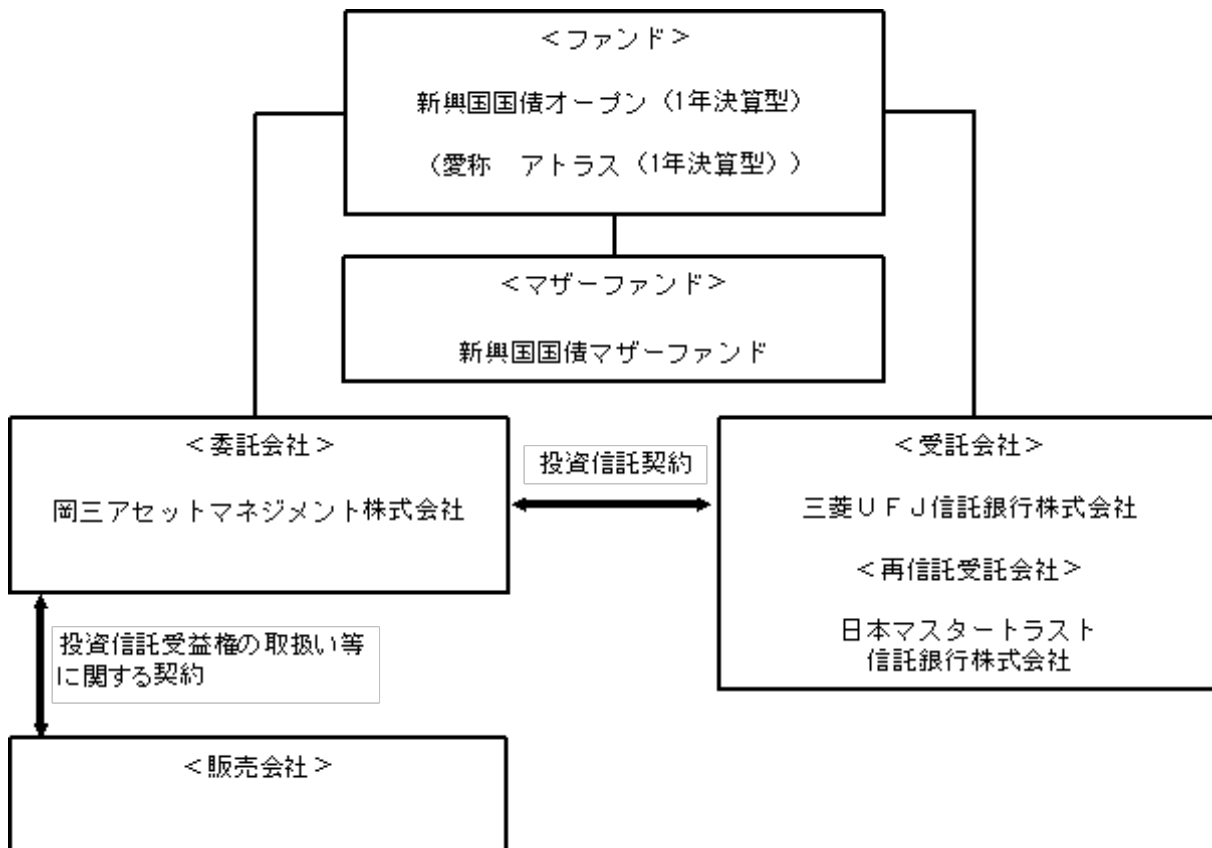 ＜ファンド＞
新興国国債オープン（1年決算型）
（愛称　アトラス（1年決算型））
＜マザーファンド＞
新興国国債マザーファンド
＜委託会社＞
岡三アセットマネジメント株式会社
投資信託契約
＜受託会社＞
三菱ＵＦＪ信託銀行株式会社
＜再信託受託会社＞
日本マスタートラスト
信託銀行株式会社
投資信託受益権の取扱い等
に関する契約
＜販売会社＞